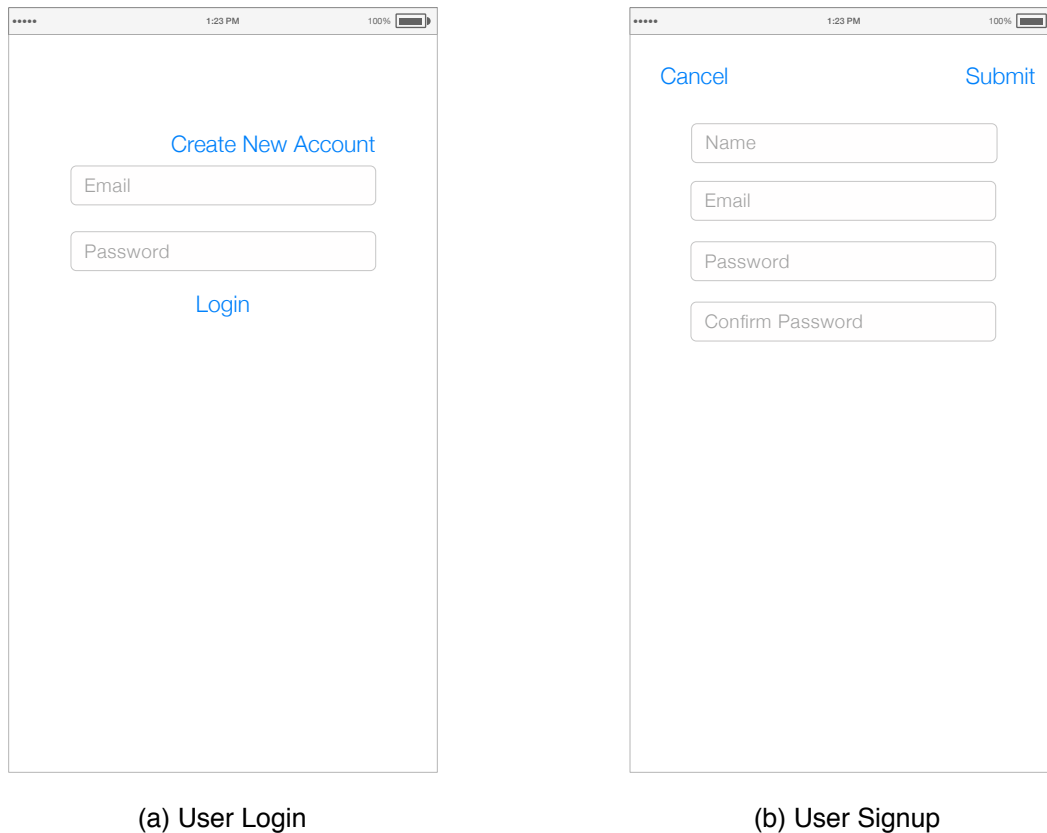 1:23 PM 100%
Create New Account
Email
Password
Login
(a) User Login
1:23 PM 100%
Cancel Submit
Name
Email
Password
Confirm Password
(b) User Signup